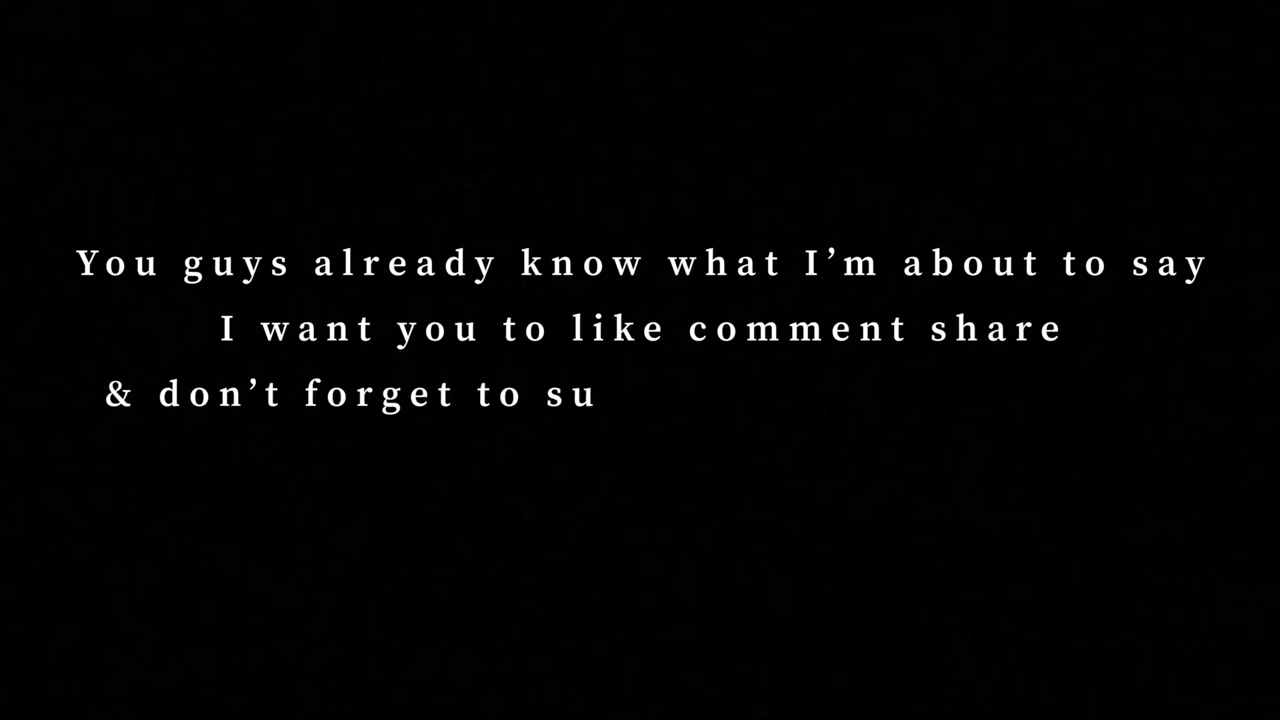 You guys already know what I’m about to say
I want you to like comment share
& don’t forget to su